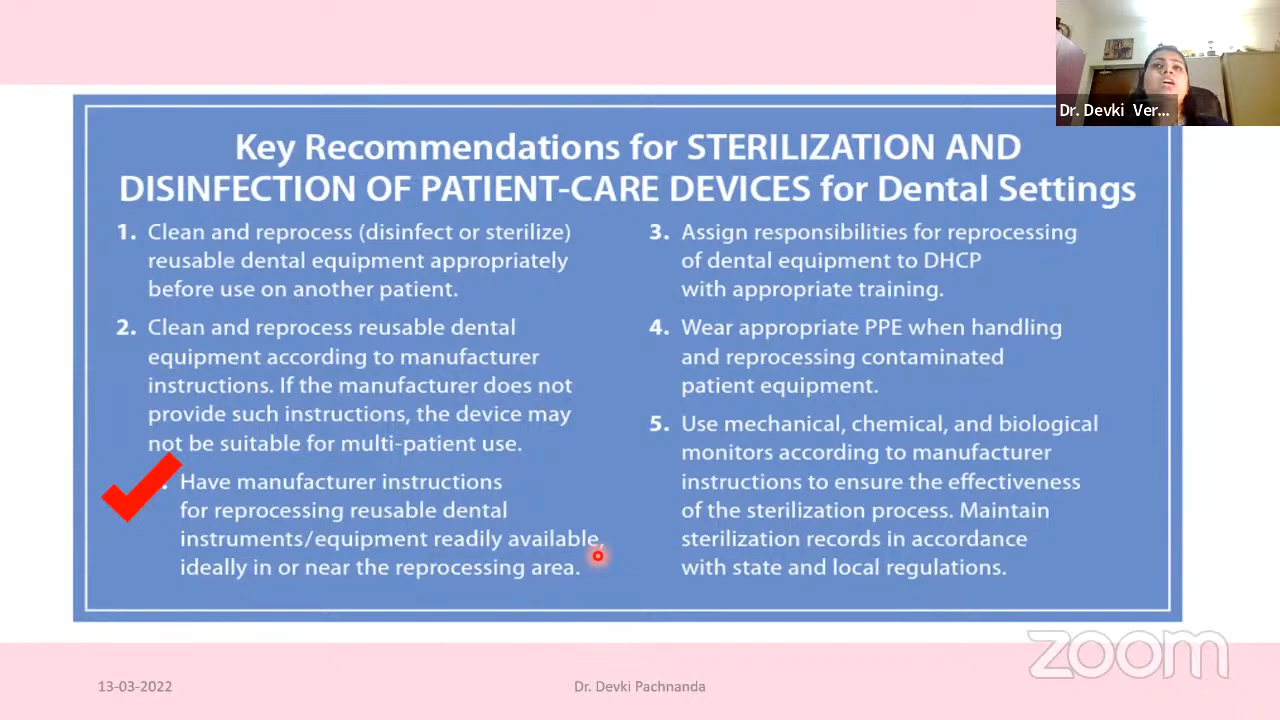 Dr. Devki Ver...
Key Recommendations for STERILIZATION AND
DISINFECTION OF PATIENT-CARE DEVICES for Dental Settings
1. Clean and reprocess (disinfect or sterilize)
reusable dental equipment appropriately
before use on another patient.
2. Clean and reprocess reusable dental
equipment according to manufacturer
instructions. If the manufacturer does not
provide such instructions, the device may
not be suitable for multi-patient use.
Have manufacturer instructions
for reprocessing reusable dental
instruments/equipment readily available,
ideally in or near the reprocessing area.
3. Assign responsibilities for reprocessing
of dental equipment to DHCP
with appropriate training.
4. Wear appropriate PPE when handling
and reprocessing contaminated
patient equipment.
5. Use mechanical, chemical, and biological
monitors according to manufacturer
instructions to ensure the effectiveness
of the sterilization process. Maintain
sterilization records in accordance
with state and local regulations.
zoom
13-03-2022
Dr. Devki Pachnanda